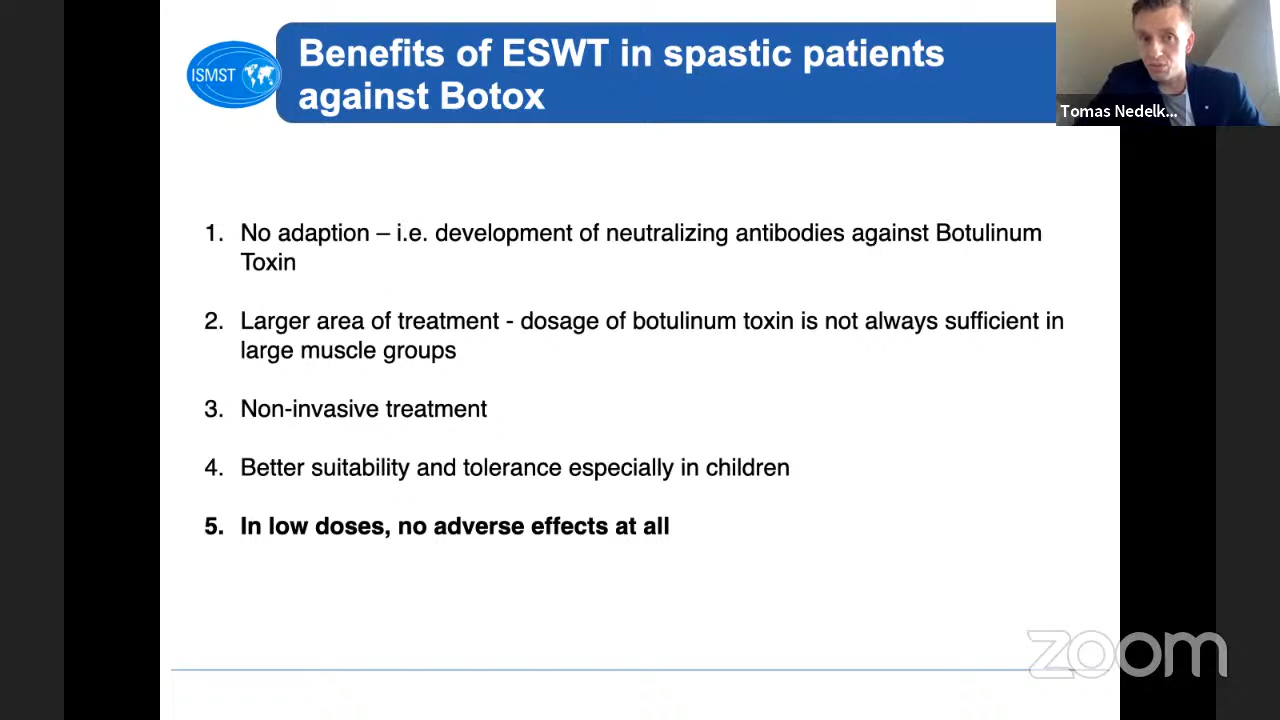 Benefits of ESWT in spastic patients
against Botox
ISMST
Tomas Nedelk...
1. No adaption – i.e. development of neutralizing antibodies against Botulinum
Toxin
2. Larger area of treatment - dosage of botulinum toxin is not always sufficient in
large muscle groups
3. Non-invasive treatment
4. Better suitability and tolerance especially in children
5. In low doses, no adverse effects at all
zoom